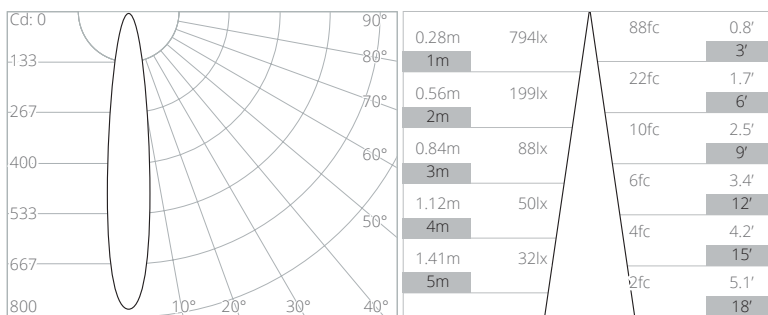 Cd: 0
133
267
400
533
667
800
90°
80°
70°
60°
50°
40°
30°
20°
10°
0.28m 794lx
1m
0.56m 199lx
2m
0.84m 88lx
3m
1.12m 50lx
4m
1.41m 32lx
5m
88fc 0.8′
3′
22fc 1.7′
6′
10fc 2.5′
9′
6fc 3.4′
12′
4fc 4.2′
15′
2fc 5.1′
18′